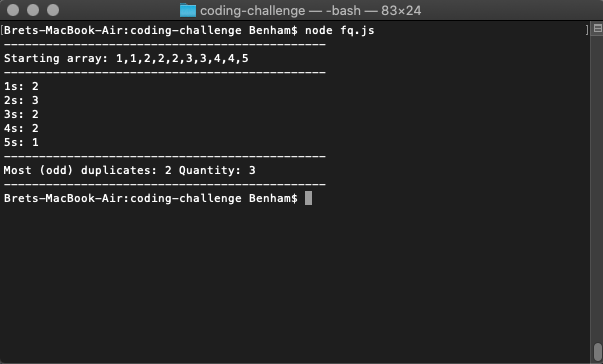 coding-challenge — -bash — 83×24
[Brets-MacBook-Air:coding-challenge Benham$ node fq.js ]
----------------------------------------------
Starting array: 1,1,2,2,2,3,3,4,4,5
----------------------------------------------
1s: 2
2s: 3
3s: 2
4s: 2
5s: 1
----------------------------------------------
Most (odd) duplicates: 2 Quantity: 3
----------------------------------------------
Brets-MacBook-Air:coding-challenge Benham$